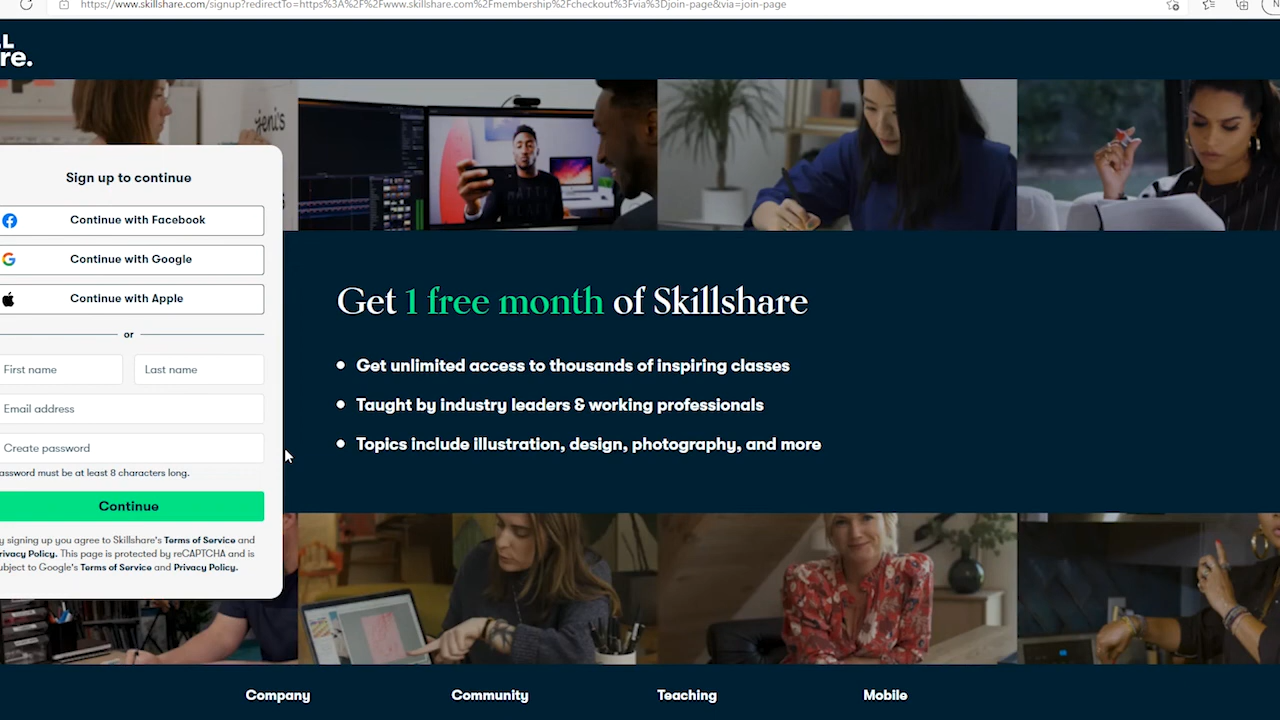 https://www.skillshare.com/signup?redirectTo=https%3A%2F%2Fwww.skillshare.com%2Fmembership%2Fcheckout%3Fvia%3Djoin-page&via=join-page
LL
re.
jeni's
Sign up to continue
Continue with Facebook
Continue with Google
Continue with Apple
or
First name
Last name
Email address
Create password
assword must be at least 8 characters long.
Continue
y signing up you agree to Skillshare's Terms of Service and
rivacy Policy. This page is protected by reCAPTCHA and is
ubject to Google's Terms of Service and Privacy Policy.
Get 1 free month of Skillshare
Get unlimited access to thousands of inspiring classes
Taught by industry leaders & working professionals
Topics include illustration, design, photography, and more
Company
Community
Teaching
Mobile